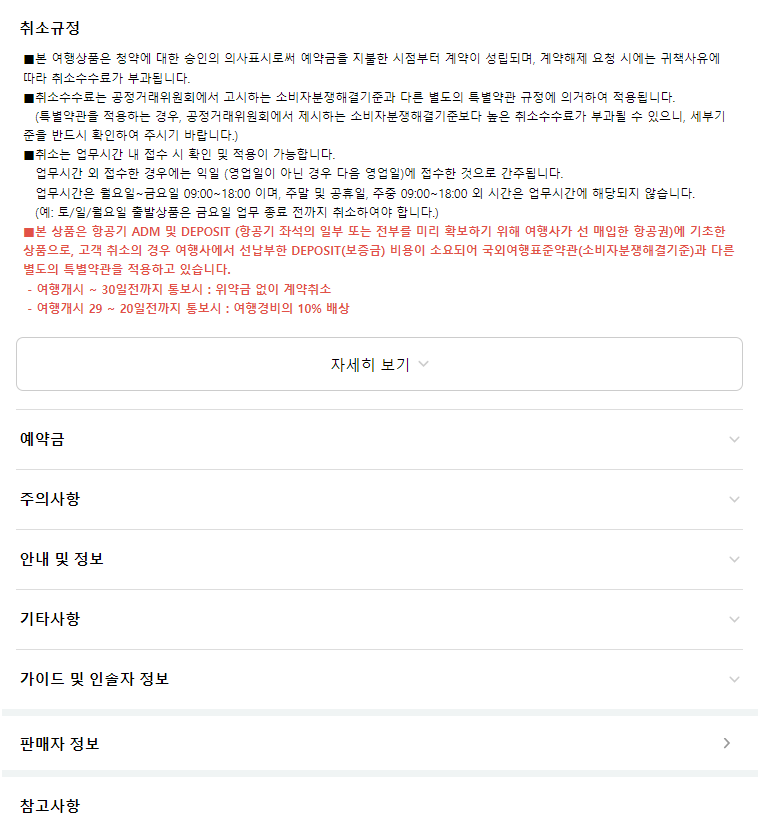 취소규정
■본 여행상품은 청약에 대한 승인의 의사표시로써 예약금을 지불한 시점부터 계약이 성립되며, 계약해제 요청 시에는 귀책사유에
따라 취소수수료가 부과됩니다.
■취소수수료는 공정거래위원회에서 고시하는 소비자분쟁해결기준과 다른 별도의 특별약관 규정에 의거하여 적용됩니다.
(특별약관을 적용하는 경우, 공정거래위원회에서 제시하는 소비자분쟁해결기준보다 높은 취소수수료가 부과될 수 있으니, 세부기
준을 반드시 확인하여 주시기 바랍니다.)
■취소는 업무시간 내 접수 시 확인 및 적용이 가능합니다.
업무시간 외 접수한 경우에는 익일 (영업일이 아닌 경우 다음 영업일)에 접수한 것으로 간주됩니다.
업무시간은 월요일~금요일 09:00~18:00 이며, 주말 및 공휴일, 주중 09:00~18:00 외 시간은 업무시간에 해당되지 않습니다.
(예: 토/일/월요일 출발상품은 금요일 업무 종료 전까지 취소하여야 합니다.)
■본 상품은 항공기 ADM 및 DEPOSIT (항공기 좌석의 일부 또는 전부를 미리 확보하기 위해 여행사가 선 매입한 항공권)에 기초한
상품으로, 고객 취소의 경우 여행사에서 선납부한 DEPOSIT(보증금) 비용이 소요되어 국외여행표준약관(소비자분쟁해결기준)과 다른
별도의 특별약관을 적용하고 있습니다.
- 여행개시 ~ 30일전까지 통보시 : 위약금 없이 계약취소
- 여행개시 29 ~ 20일전까지 통보시 : 여행경비의 10% 배상
자세히 보기
예약금
주의사항
안내 및 정보
기타사항
가이드 및 인솔자 정보
판매자 정보
참고사항